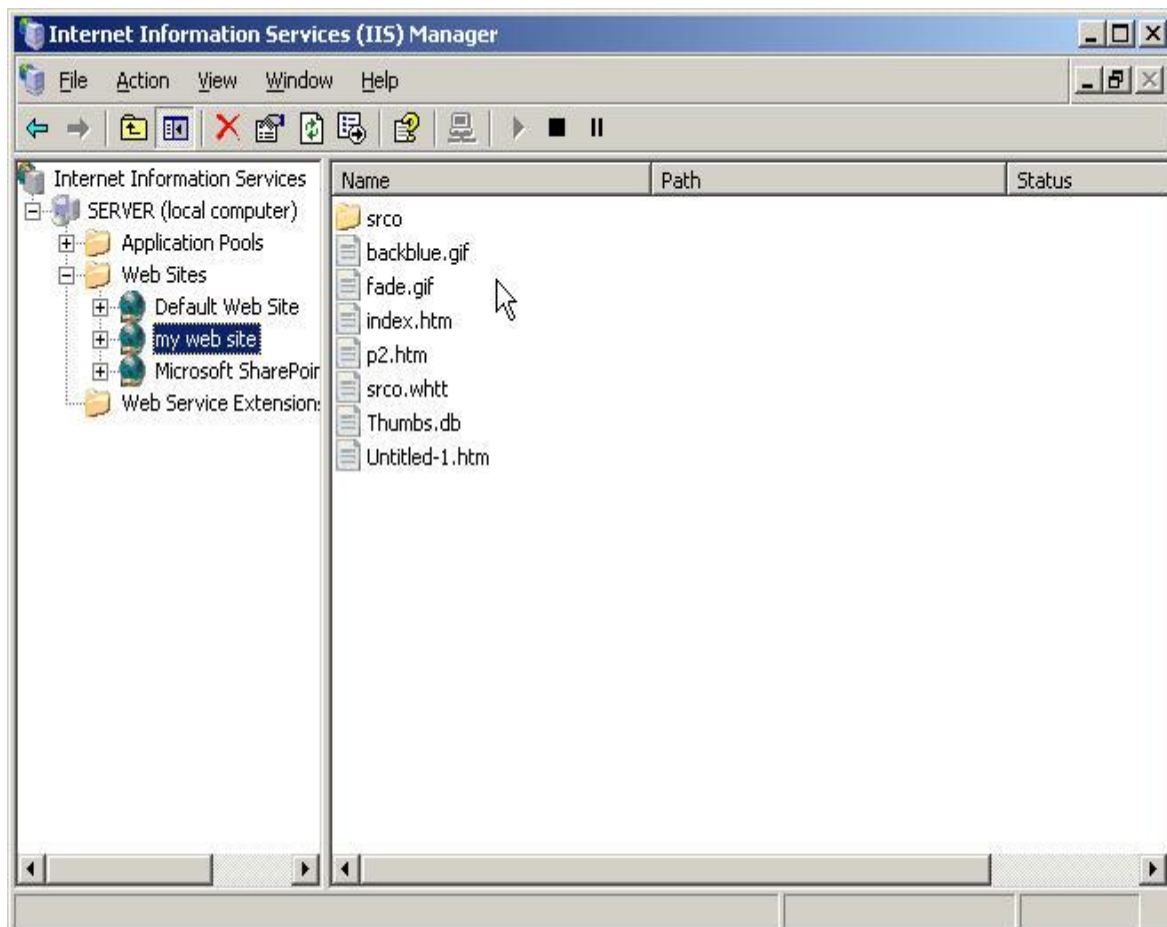 Internet Information Services (IIS) Manager
File Action View Window Help
Internet Information Services
SERVER (local computer)
Application Pools
Web Sites
Default Web Site
my web site
Microsoft SharePoin
Web Service Extensions
Name Path Status
srco
backblue.gif
fade.gif
index.htm
p2.htm
srco.whtt
Thumbs.db
Untitled-1.htm